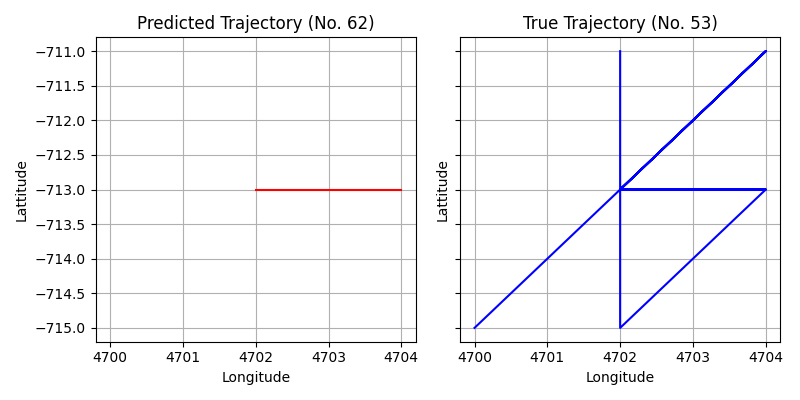 Predicted Trajectory (No. 62)
−711.0
−711.5
−712.0
−712.5
−713.0
−713.5
−714.0
−714.5
−715.0
Lattitude
4700 4701 4702 4703 4704
Longitude
True Trajectory (No. 53)
Lattitude
4700 4701 4702 4703 4704
Longitude